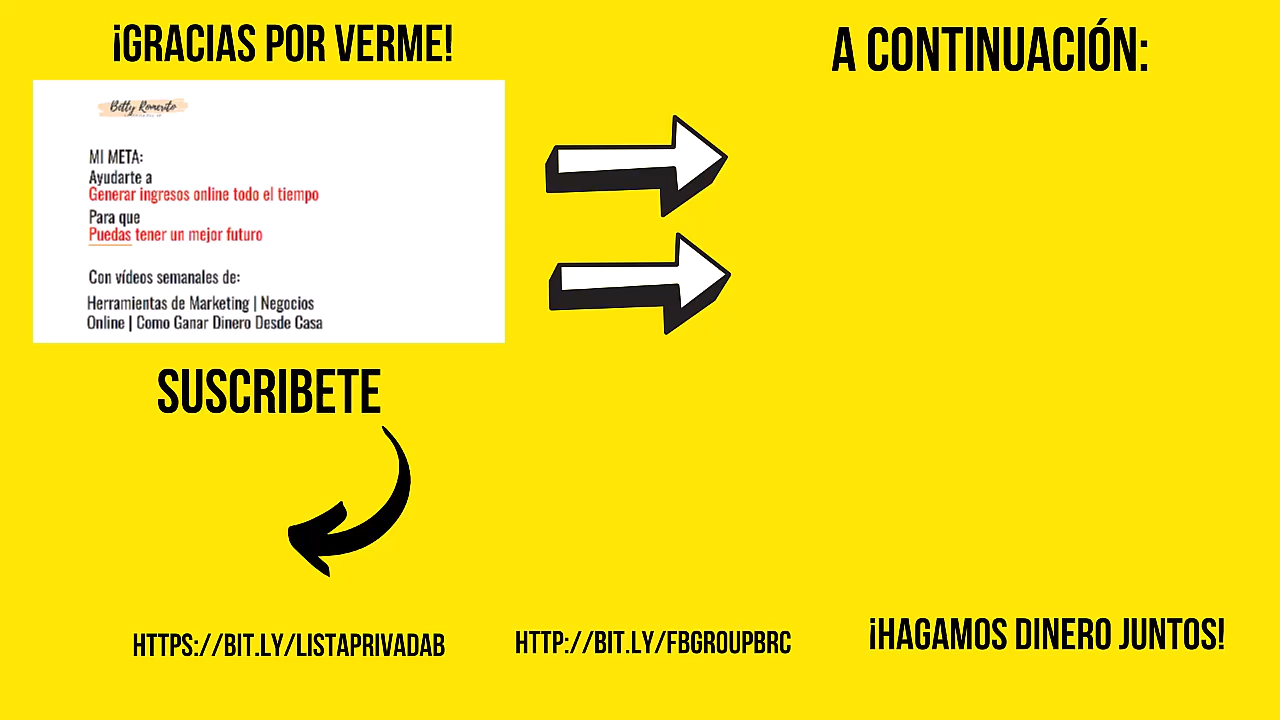 ¡GRACIAS POR VERME!
A CONTINUACIÓN:
Betty Romerito
MI META:
Ayudarte a
Generar ingresos online todo el tiempo
Para que
Puedas tener un mejor futuro
Con vídeos semanales de:
Herramientas de Marketing | Negocios
Online | Como Ganar Dinero Desde Casa
SUSCRIBETE
HTTPS://BIT.LY/LISTAPRIVADAB
HTTP://BIT.LY/FBGROUPBRC
¡HAGAMOS DINERO JUNTOS!